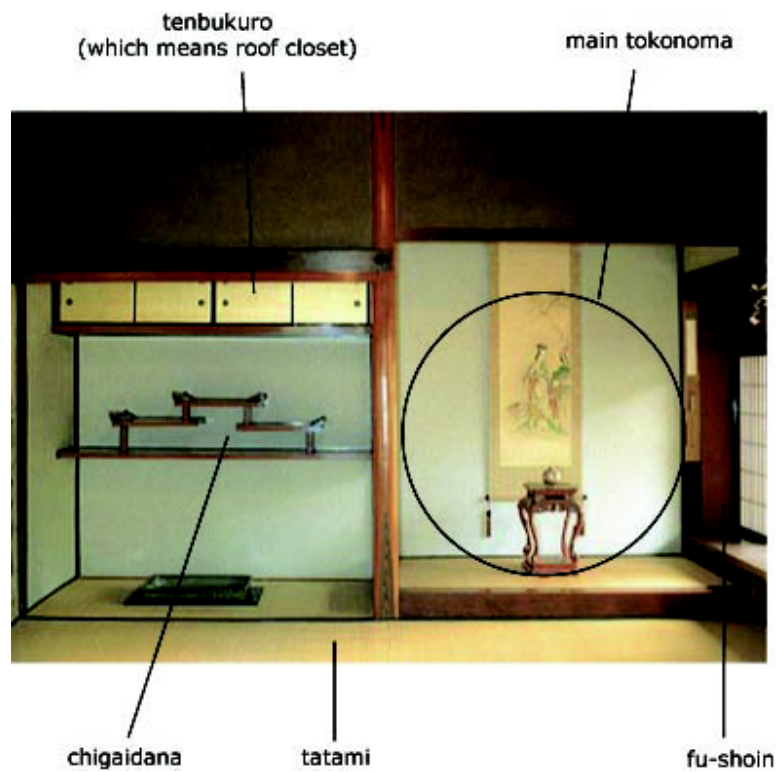 tenbukuro
(which means roof closet)
main tokonoma
chigaidana
tatami
fu-shoin